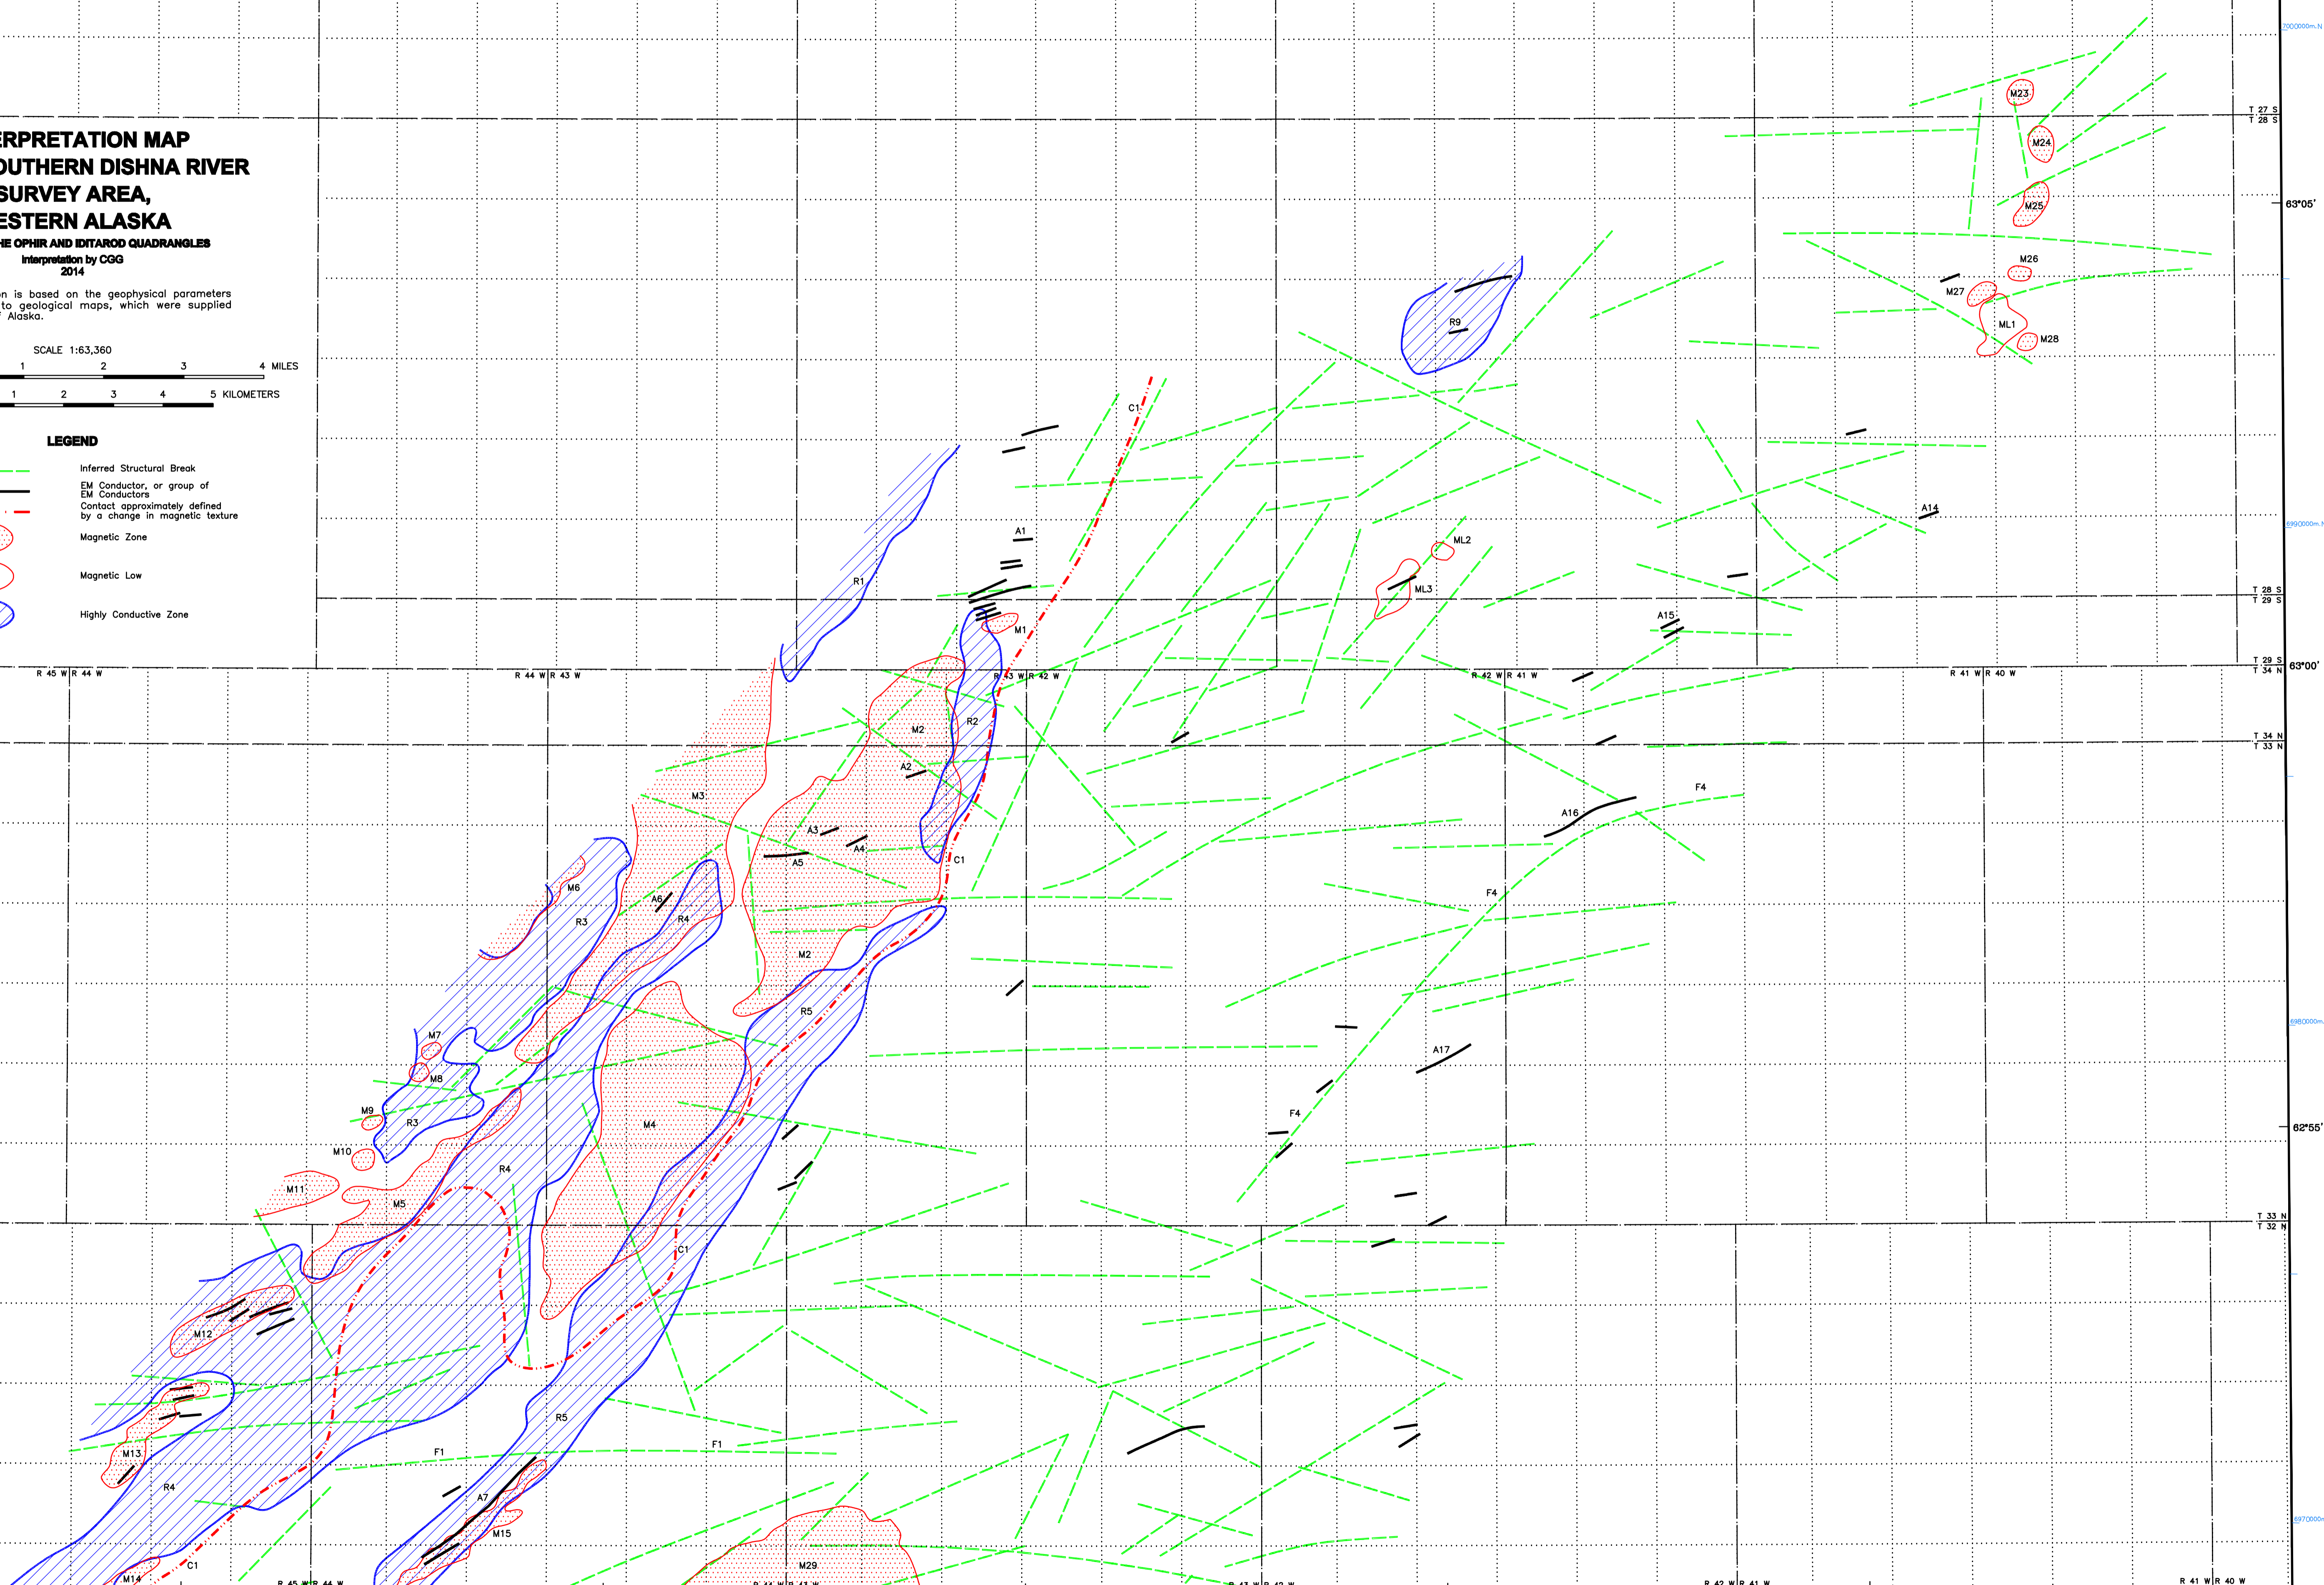 7000000m.N
M23
T 27 S
T 28 S
ERPRETATION MAP
OUTHERN DISHNA RIVER
SURVEY AREA,
ESTERN ALASKA
HE OPHIR AND IDITAROD QUADRANGLES
Interpretation by CGG
2014
n is based on the geophysical parameters
to geological maps, which were supplied
Alaska.
SCALE 1:63,360
1 2 3 4 MILES
1 2 3 4 5 KILOMETERS
LEGEND
Inferred Structural Break
EM Conductor, or group of
EM Conductors
Contact approximately defined
by a change in magnetic texture
Magnetic Zone
Magnetic Low
Highly Conductive Zone
M24
M25
63°05'
M26
M27
ML1
M28
R9
C1
A14
6990000m.N
A1
ML2
R1
ML3
T 28 S
T 29 S
A15
M1
T 29 S
T 34 N
63°00'
R 45 W R 44 W
R 44 W R 43 W
R 43 W R 42 W
R 42 W R 41 W
R 41 W R 40 W
R2
M2
T 34 N
T 33 N
A2
M3
F4
A16
A3
A4
A5
C1
M6
A6
R4
R3
F4
M2
R5
6980000m.
M7
A17
M8
M9
R3
M4
F4
62°55'
M10
R4
M11
M5
T 33 N
T 32 N
C1
M12
R5
F1
F1
M13
R4
A7
6970000m
M15
M29
C1
M14
R 45 W R 44 W
R 44 W R 43 W
R 43 W R 42 W
R 42 W R 41 W
R 41 W R 40 W